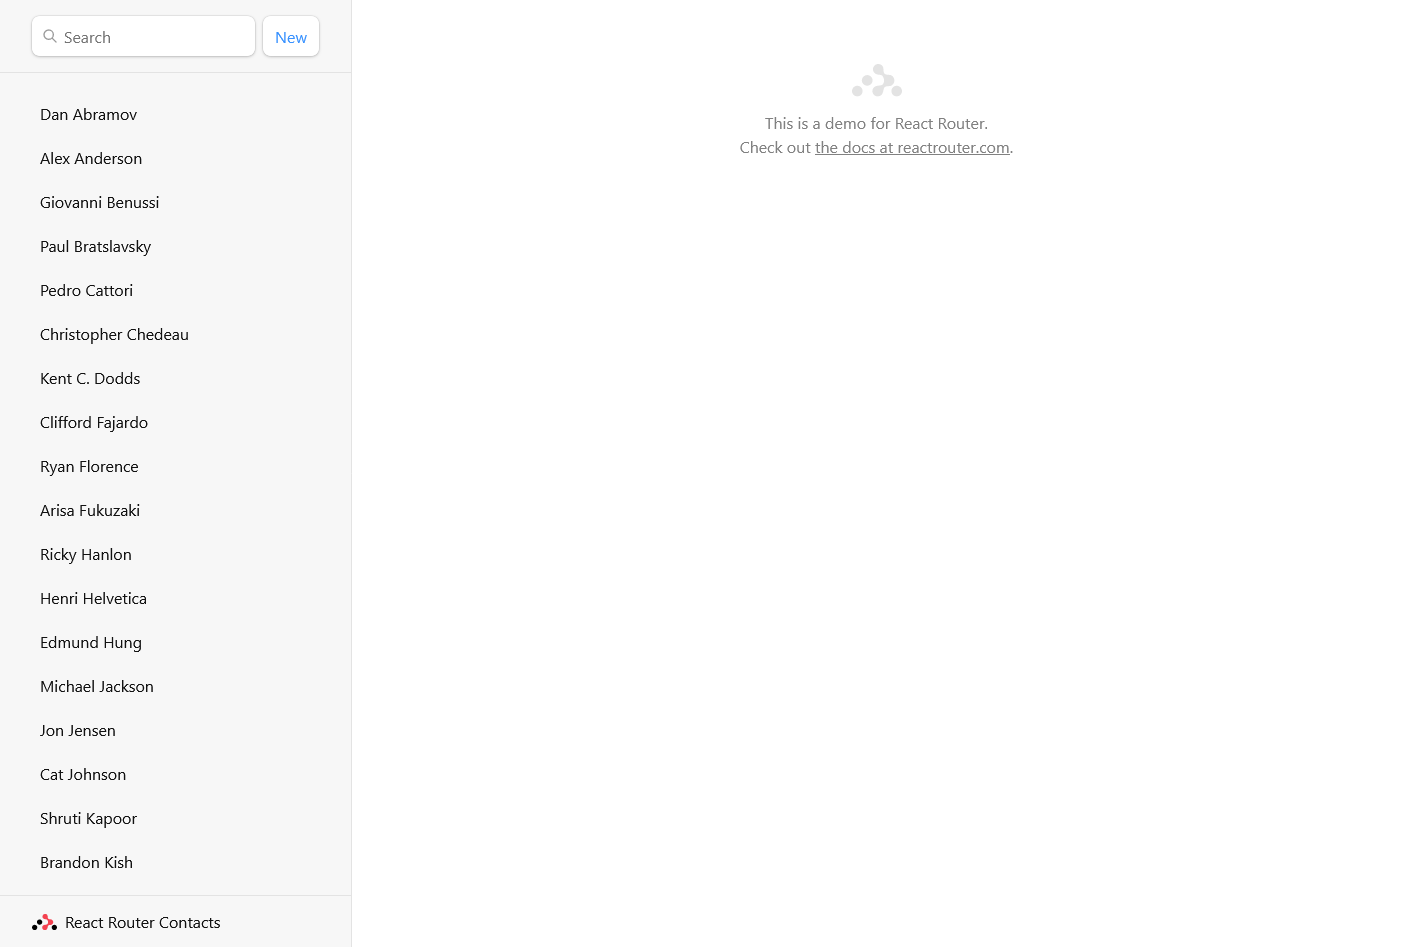 Search
New
Dan Abramov
Alex Anderson
Giovanni Benussi
Paul Bratslavsky
Pedro Cattori
Christopher Chedeau
Kent C. Dodds
Clifford Fajardo
Ryan Florence
Arisa Fukuzaki
Ricky Hanlon
Henri Helvetica
Edmund Hung
Michael Jackson
Jon Jensen
Cat Johnson
Shruti Kapoor
Brandon Kish
React Router Contacts
This is a demo for React Router.
Check out the docs at reactrouter.com.